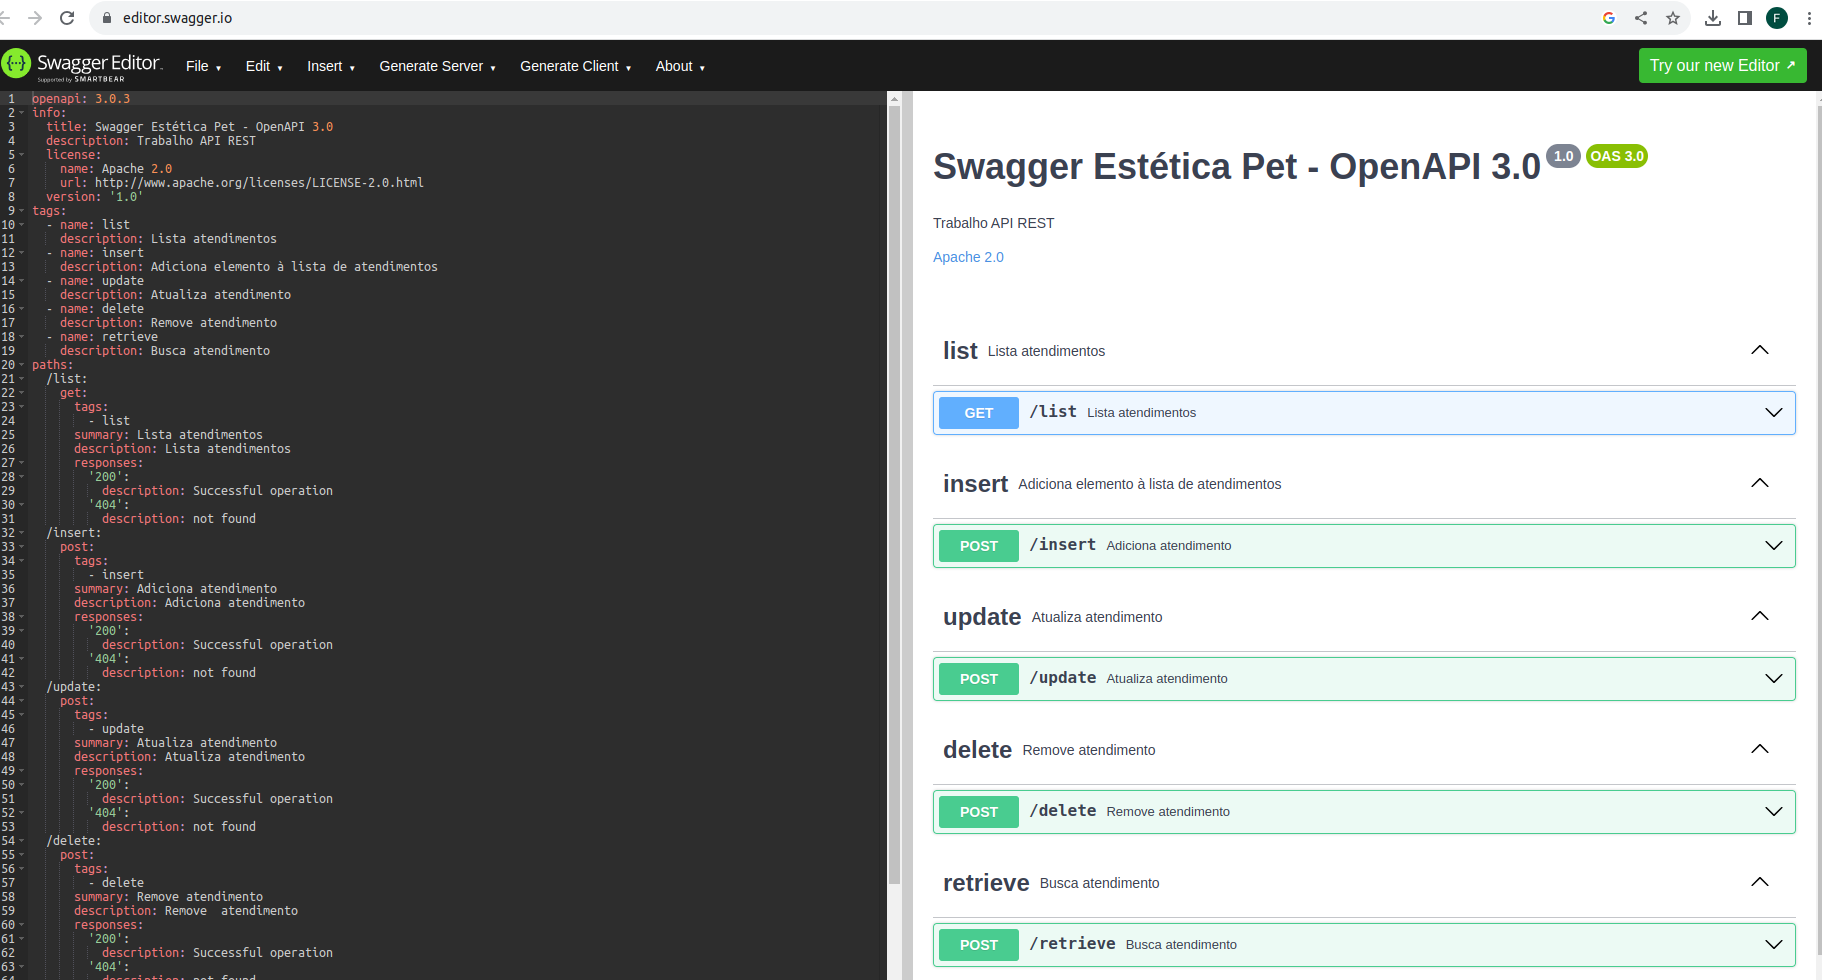 editor.swagger.io
F
Swagger Editor
Supported by SMARTBEAR
File Edit Insert Generate Server Generate Client About
Try our new Editor ↗
1 openapi: 3.0.3
2 info:
3 title: Swagger Estética Pet - OpenAPI 3.0
4 description: Trabalho API REST
5 license:
6 name: Apache 2.0
7 url: http://www.apache.org/licenses/LICENSE-2.0.html
8 version: '1.0'
9 tags:
10 - name: list
11 description: Lista atendimentos
12 - name: insert
13 description: Adiciona elemento à lista de atendimentos
14 - name: update
15 description: Atualiza atendimento
16 - name: delete
17 description: Remove atendimento
18 - name: retrieve
19 description: Busca atendimento
20 paths:
21 /list:
22 get:
23 tags:
24 - list
25 summary: Lista atendimentos
26 description: Lista atendimentos
27 responses:
28 '200':
29 description: Successful operation
30 '404':
31 description: not found
32 /insert:
33 post:
34 tags:
35 - insert
36 summary: Adiciona atendimento
37 description: Adiciona atendimento
38 responses:
39 '200':
40 description: Successful operation
41 '404':
42 description: not found
43 /update:
44 post:
45 tags:
46 - update
47 summary: Atualiza atendimento
48 description: Atualiza atendimento
49 responses:
50 '200':
51 description: Successful operation
52 '404':
53 description: not found
54 /delete:
55 post:
56 tags:
57 - delete
58 summary: Remove atendimento
59 description: Remove  atendimento
60 responses:
61 '200':
62 description: Successful operation
63 '404':
64 description: not found
Swagger Estética Pet - OpenAPI 3.0 1.0 OAS 3.0
Trabalho API REST
Apache 2.0
list Lista atendimentos
GET /list Lista atendimentos
insert Adiciona elemento à lista de atendimentos
POST /insert Adiciona atendimento
update Atualiza atendimento
POST /update Atualiza atendimento
delete Remove atendimento
POST /delete Remove atendimento
retrieve Busca atendimento
POST /retrieve Busca atendimento